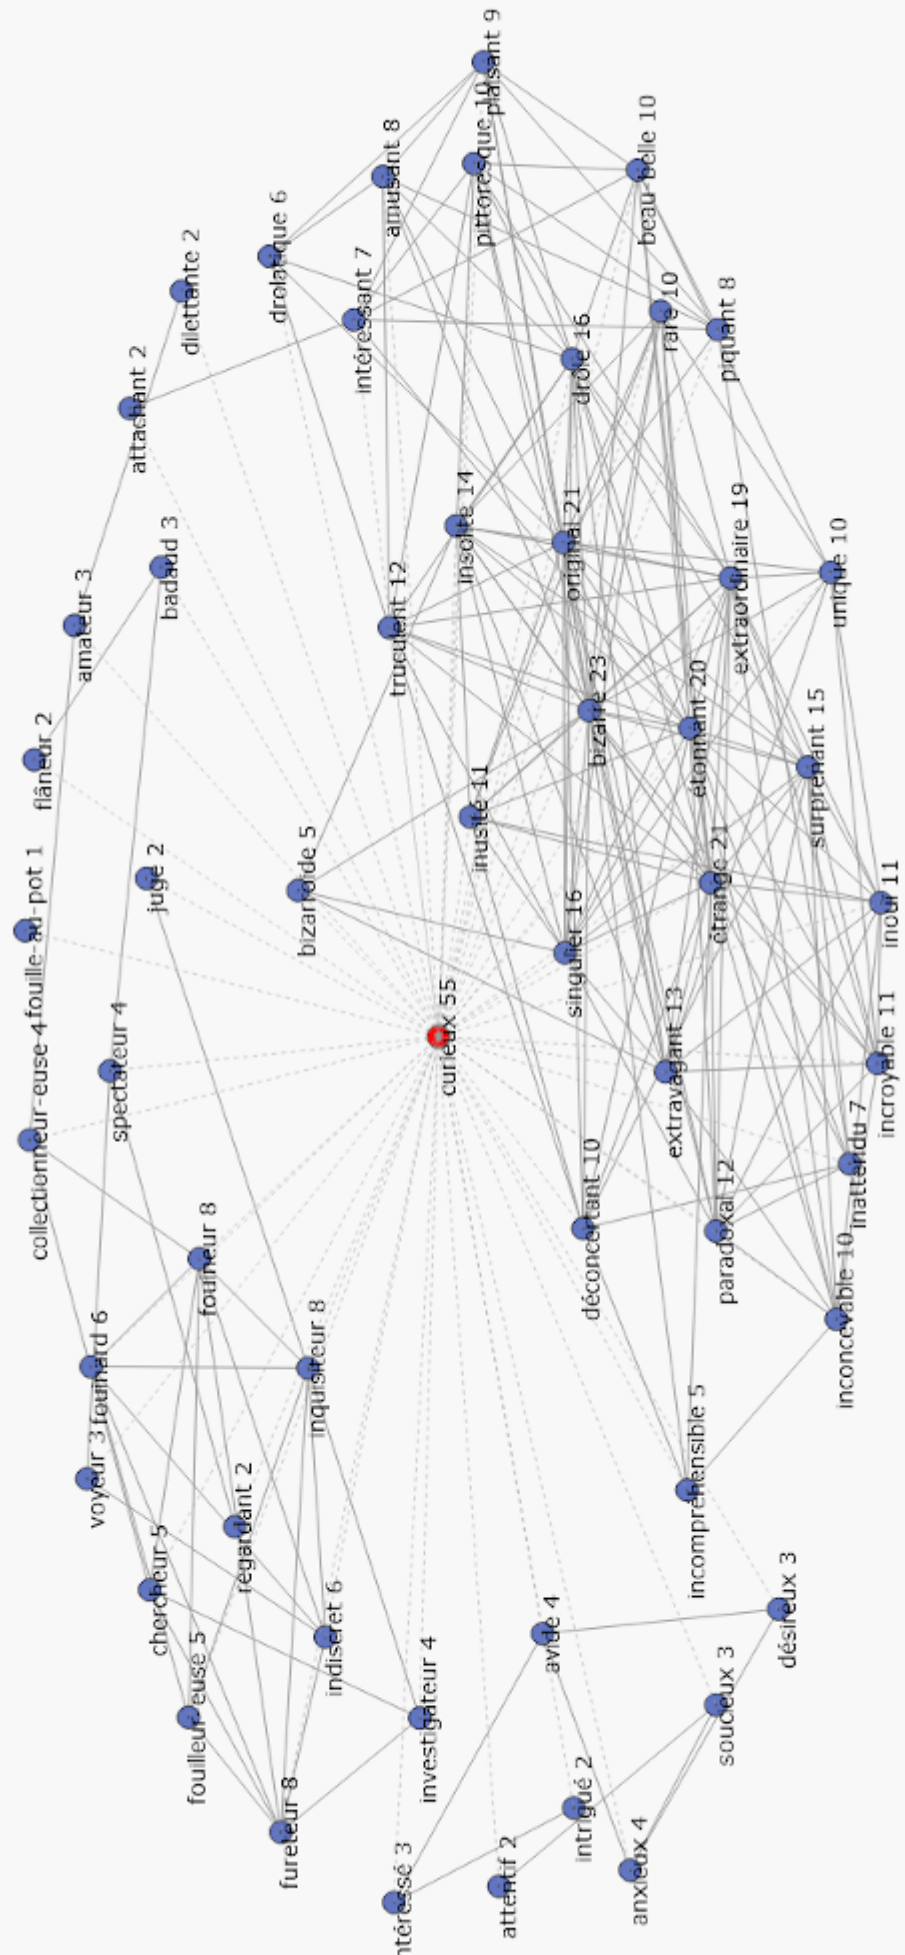 plaisant 9
pittoresque 10
amusant 8
beau-belle 10
drolatique 6
dilettante 2
intéressant 7
rare 10
piquant 8
drôle 16
attachant 2
insolite 14
original 21
badaud 3
extraordinaire 19
unique 10
amateur 3
truculent 12
bizarre 23
étonnant 20
flâneur 2
surprenant 15
inusité 11
juge 2
étrange 21
bizarroïde 5
inouï 11
fouille-au-pot 1
singulier 16
curieux 55
incroyable 11
spectateur 4
extravagant 13
collectionneur-euse 4
inattendu 7
déconcertant 10
paradoxal 12
fouineur 8
inconcevable 10
fouinard 6
inquisiteur 8
voyeur 3
incompréhensible 5
regardant 2
chercheur 5
désireux 3
avide 4
indiscret 6
soucieux 3
fouilleur-euse 5
investigateur 4
intrigué 2
fureteur 8
anxieux 4
attentif 2
ntéressé 3